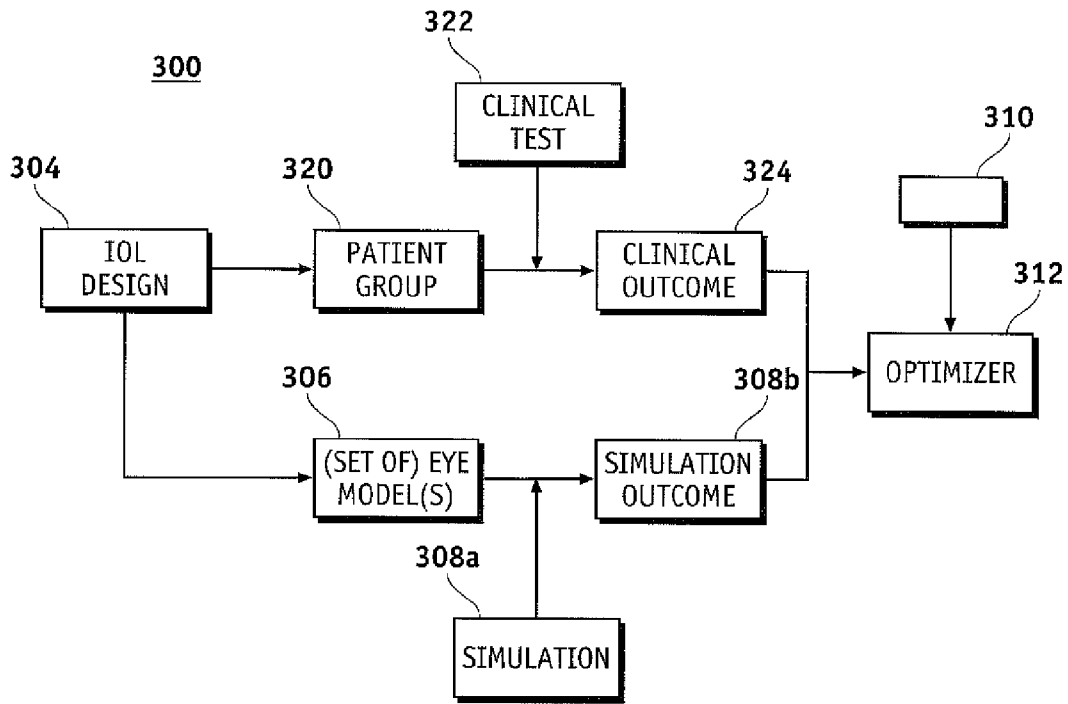 300
322
CLINICAL
TEST
310
304
320
324
IOL
DESIGN
PATIENT
GROUP
CLINICAL
OUTCOME
312
OPTIMIZER
306
308b
(SET OF) EYE
MODEL(S)
SIMULATION
OUTCOME
308a
SIMULATION